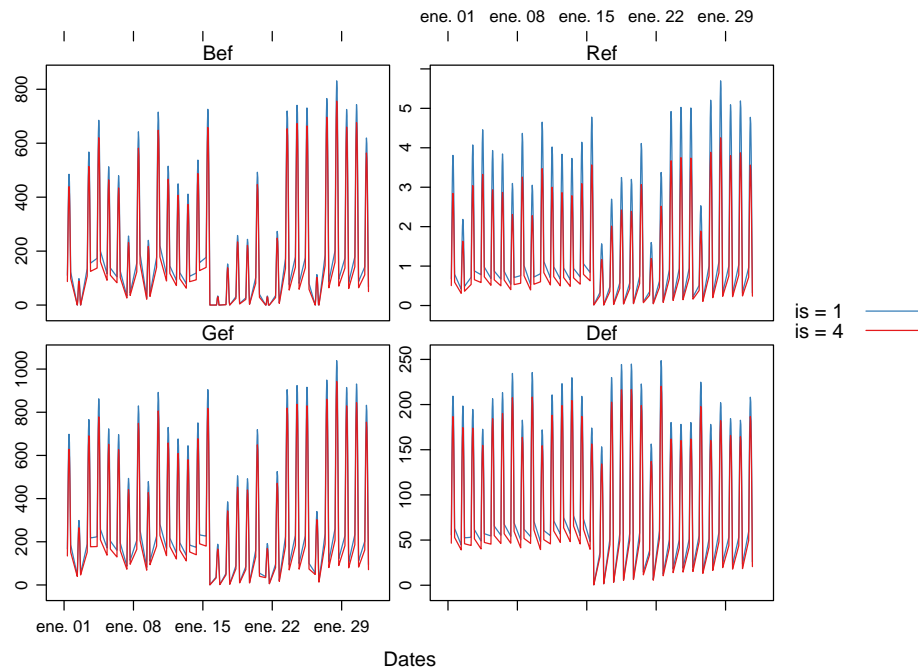 ene. 01 ene. 08 ene. 15 ene. 22 ene. 29
Bef Ref
0 200 400 600 800
0 1 2 3 4 5
is = 1
is = 4
Gef Def
0 200 400 600 800 1000
0 50 100 150 200 250
ene. 01 ene. 08 ene. 15 ene. 22 ene. 29
Dates